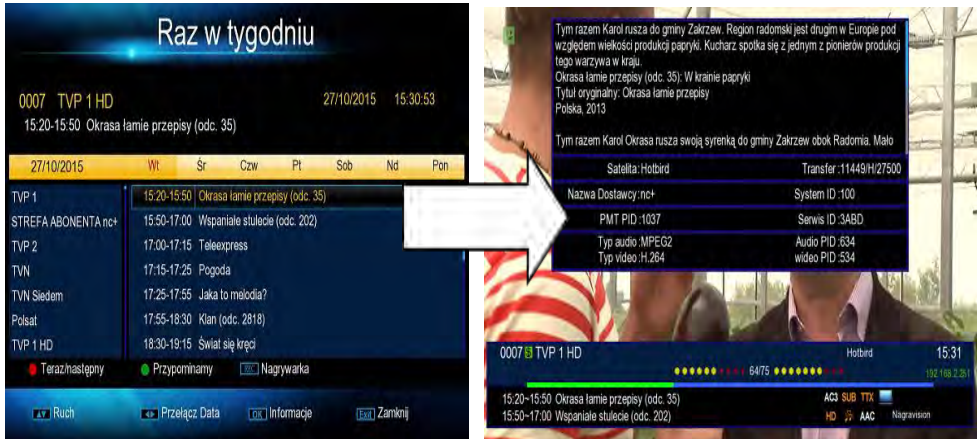 Raz w tygodniu
0007 TVP 1 HD 27/10/2015 15:30:53
15:20-15:50 Okrasa łamie przepisy (odc. 35)
27/10/2015 Wt Śr Czw Pt Sob Nd Pon
TVP 1 15:20-15:50 Okrasa łamie przepisy (odc. 35)
STREFA ABONENTA nc+ 15:50-17:00 Wspaniałe stulecie (odc. 202)
TVP 2 17:00-17:15 Teleexpress
TVN 17:15-17:25 Pogoda
TVN Siedem 17:25-17:55 Jaka to melodia?
Polsat 17:55-18:30 Klan (odc. 2818)
TVP 1 HD 18:30-19:15 Świat się kręci
Teraz/następny Przypominamy REC Nagrywarka
Ruch Przełącz Data OK Informacje Exit Zamknij
Tym razem Karol rusza do gminy Zakrzew. Region radomski jest drugim w Europie pod
względem wielkości produkcji papryki. Kucharz spotka się z jednym z pionierów produkcji
tego warzywa w kraju.
Okrasa łamie przepisy (odc. 35): W krainie papryki
Tytuł oryginalny: Okrasa łamie przepisy
Polska, 2013
Tym razem Karol Okrasa rusza swoją syrenką do gminy Zakrzew obok Radomia. Mało
Satelita:Hotbird Transfer:11449/H/27500
Nazwa Dostawcy:nc+ System ID:100
PMT PID:1037 Serwis ID:3ABD
Typ audio:MPEG2 Audio PID:634
Typ video:H.264 wideo PID:534
0007 $ TVP 1 HD Hotbird 15:31
64/75
15:20~15:50 Okrasa łamie przepisy (odc. 35) AC3 SUB TTX
15:50~17:00 Wspaniałe stulecie (odc. 202) HD AAC Nagravision